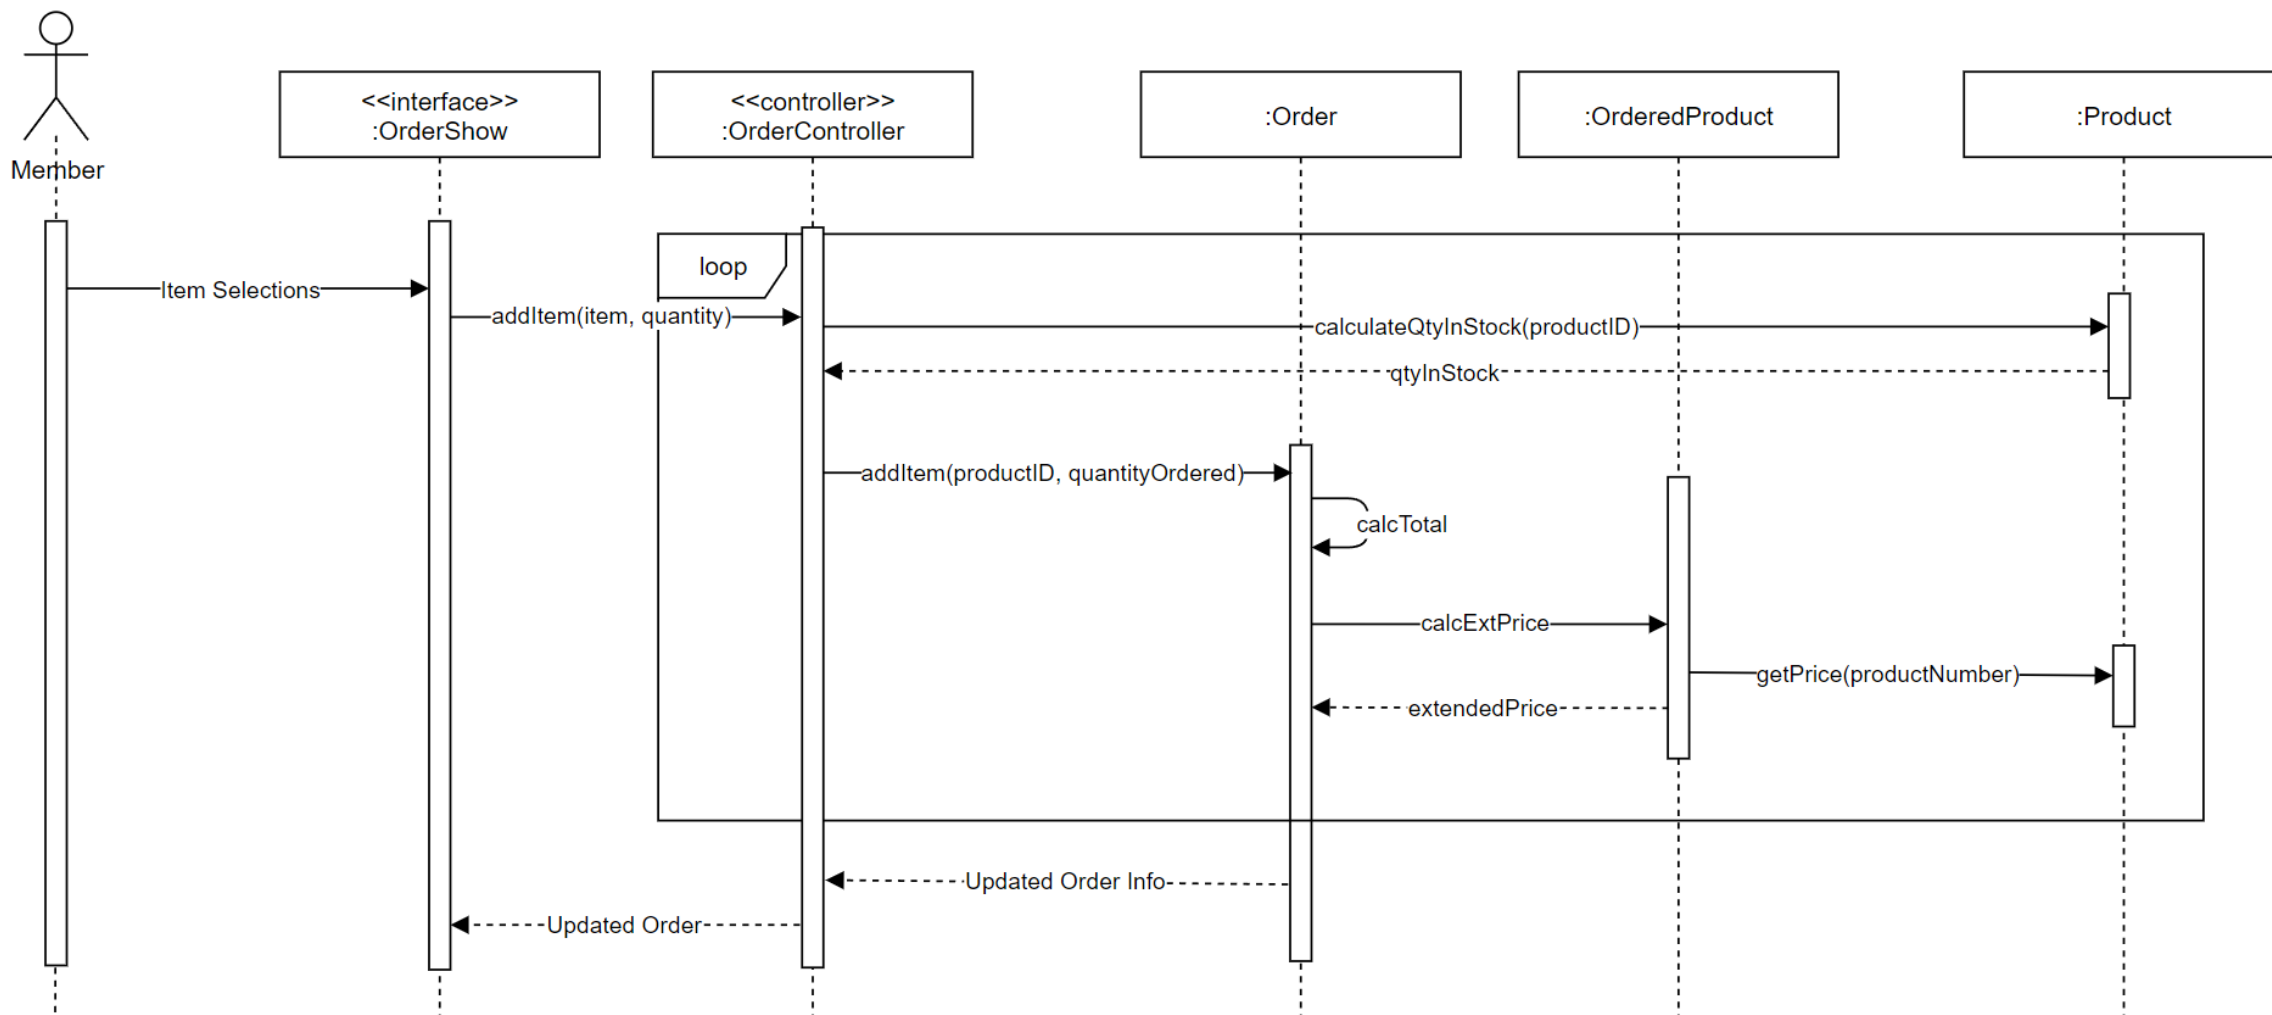 Member
<<interface>>
:OrderShow
<<controller>>
:OrderController
:Order
:OrderedProduct
:Product
loop
Item Selections
addItem(item, quantity)
calculateQtyInStock(productID)
qtyInStock
addItem(productID, quantityOrdered)
calcTotal
calcExtPrice
getPrice(productNumber)
extendedPrice
Updated Order Info
Updated Order